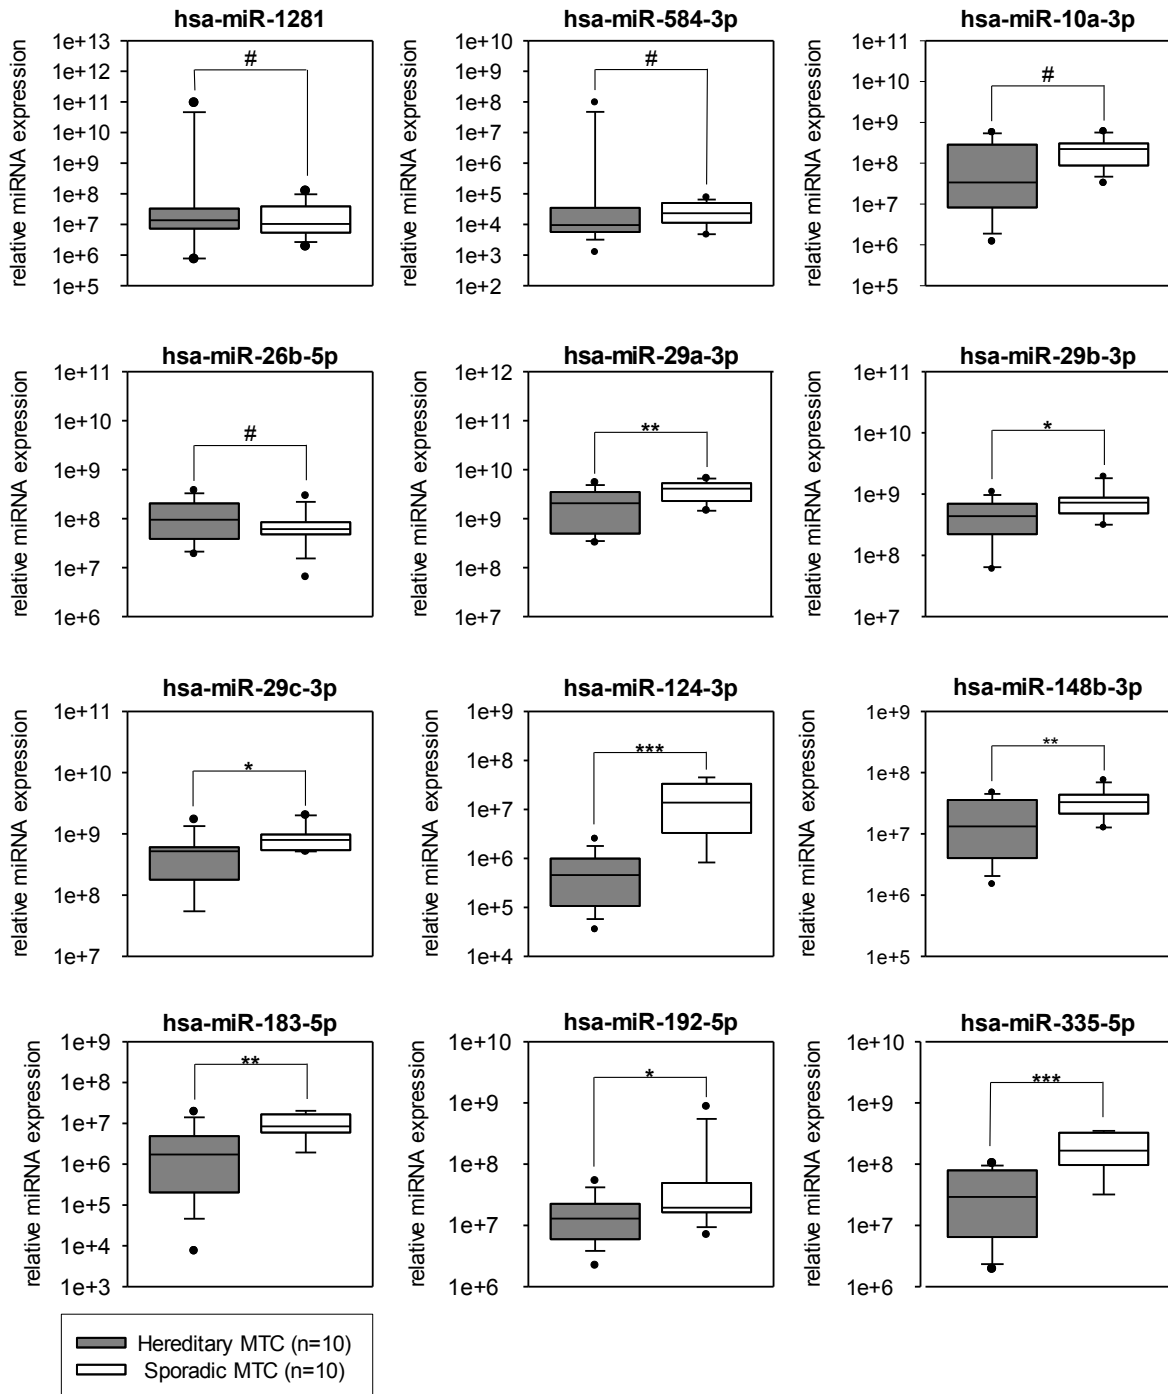 hsa-miR-1281
relative miRNA expression
1e+13
1e+12
1e+11
1e+10
1e+9
1e+8
1e+7
1e+6
1e+5
#
hsa-miR-584-3p
relative miRNA expression
1e+10
1e+9
1e+8
1e+7
1e+6
1e+5
1e+4
1e+3
1e+2
#
hsa-miR-10a-3p
relative miRNA expression
1e+11
1e+10
1e+9
1e+8
1e+7
1e+6
1e+5
#
hsa-miR-26b-5p
relative miRNA expression
1e+11
1e+10
1e+9
1e+8
1e+7
1e+6
#
hsa-miR-29a-3p
relative miRNA expression
1e+12
1e+11
1e+10
1e+9
1e+8
1e+7
**
hsa-miR-29b-3p
relative miRNA expression
1e+11
1e+10
1e+9
1e+8
1e+7
*
hsa-miR-29c-3p
relative miRNA expression
1e+11
1e+10
1e+9
1e+8
1e+7
*
hsa-miR-124-3p
relative miRNA expression
1e+9
1e+8
1e+7
1e+6
1e+5
1e+4
***
hsa-miR-148b-3p
relative miRNA expression
1e+9
1e+8
1e+7
1e+6
1e+5
**
hsa-miR-183-5p
relative miRNA expression
1e+9
1e+8
1e+7
1e+6
1e+5
1e+4
1e+3
**
hsa-miR-192-5p
relative miRNA expression
1e+10
1e+9
1e+8
1e+7
1e+6
*
hsa-miR-335-5p
relative miRNA expression
1e+10
1e+9
1e+8
1e+7
1e+6
***
Hereditary MTC (n=10)
Sporadic MTC (n=10)